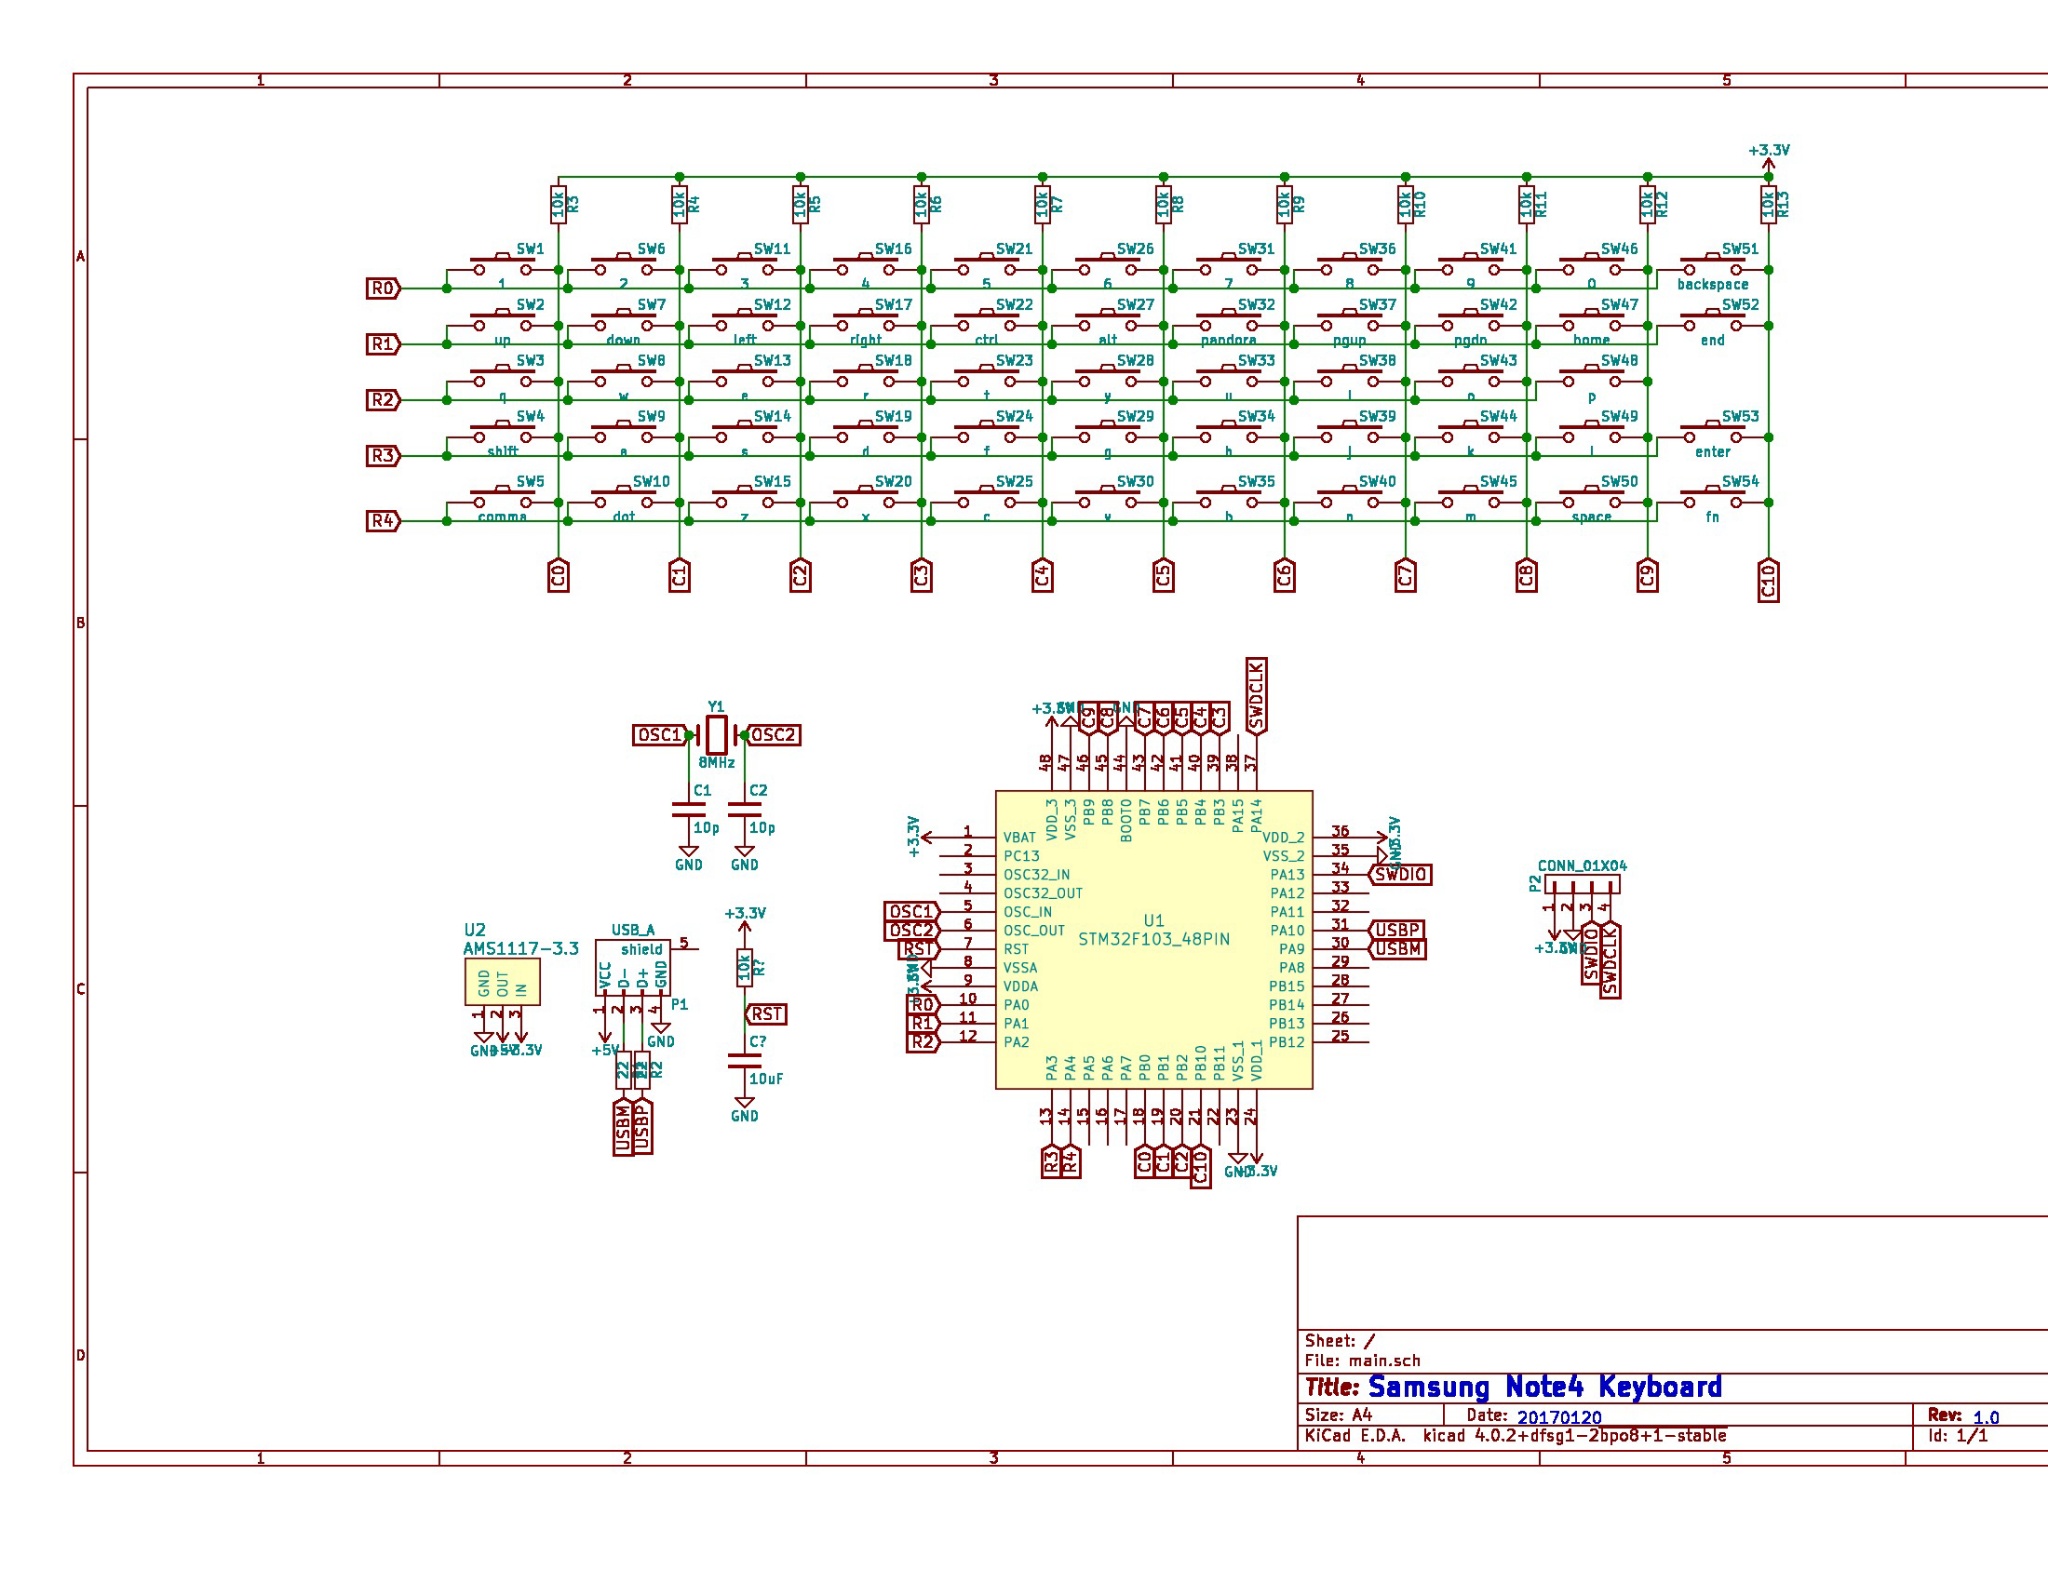 1 2 3 4 5
+3.3V
10k R3 10k R4 10k R5 10k R6 10k R7 10k R8 10k R9 10k R10 10k R11 10k R12 10k R13
A
SW1 SW6 SW11 SW16 SW21 SW26 SW31 SW36 SW41 SW46 SW51
R0 1 2 3 4 5 6 7 8 9 0 backspace
SW2 SW7 SW12 SW17 SW22 SW27 SW32 SW37 SW42 SW47 SW52
R1 up down left right ctrl alt pandora pgup pgdn home end
SW3 SW8 SW13 SW18 SW23 SW28 SW33 SW38 SW43 SW48
R2 q w e r t y u i o p
SW4 SW9 SW14 SW19 SW24 SW29 SW34 SW39 SW44 SW49 SW53
R3 shift a s d f g h j k l enter
SW5 SW10 SW15 SW20 SW25 SW30 SW35 SW40 SW45 SW50 SW54
R4 comma dot z x c v b n m space fn
C0 C1 C2 C3 C4 C5 C6 C7 C8 C9 C10
B
Y1
OSC1 OSC2
8MHz
C1 C2
10p 10p
GND GND
+3.3V GND C9 C8 GND C7 C6 C5 C4 C3 SWDCLK
48 47 46 45 44 43 42 41 40 39 38 37
VDD_3 VSS_3 PB9 PB8 BOOT0 PB7 PB6 PB5 PB4 PB3 PA15 PA14
+3.3V 1 VBAT
2 PC13
3 OSC32_IN
4 OSC32_OUT
OSC1 5 OSC_IN
OSC2 6 OSC_OUT
RST 7 RST
GND 8 VSSA
+3.3V 9 VDDA
R0 10 PA0
R1 11 PA1
R2 12 PA2
U1
STM32F103_48PIN
VDD_2 36 +3.3V
VSS_2 35 GND
PA13 34 SWDIO
PA12 33
PA11 32
PA10 31 USBP
PA9 30 USBM
PA8 29
PB15 28
PB14 27
PB13 26
PB12 25
PA3 PA4 PA5 PA6 PA7 PB0 PB1 PB2 PB10 PB11 VSS_1 VDD_1
13 14 15 16 17 18 19 20 21 22 23 24
R3 R4 C0 C1 C2 C10 GND +3.3V
CONN_01X04
P2
1 2 3 4
+3.3V GND SWDIO SWDCLK
C
U2
AMS1117-3.3
GND OUT IN
1 2 3
GND +5V +3.3V
USB_A
shield 5
VCC D- D+ GND
P1
1 2 3 4
+5V GND
22 22 R2
USBM USBP
+3.3V
10k R?
RST
C?
10uF
GND
D
Sheet: /
File: main.sch
Title: Samsung Note4 Keyboard
Size: A4 Date: 20170120 Rev: 1.0
KiCad E.D.A. kicad 4.0.2+dfsg1-2bpo8+1-stable Id: 1/1
1 2 3 4 5